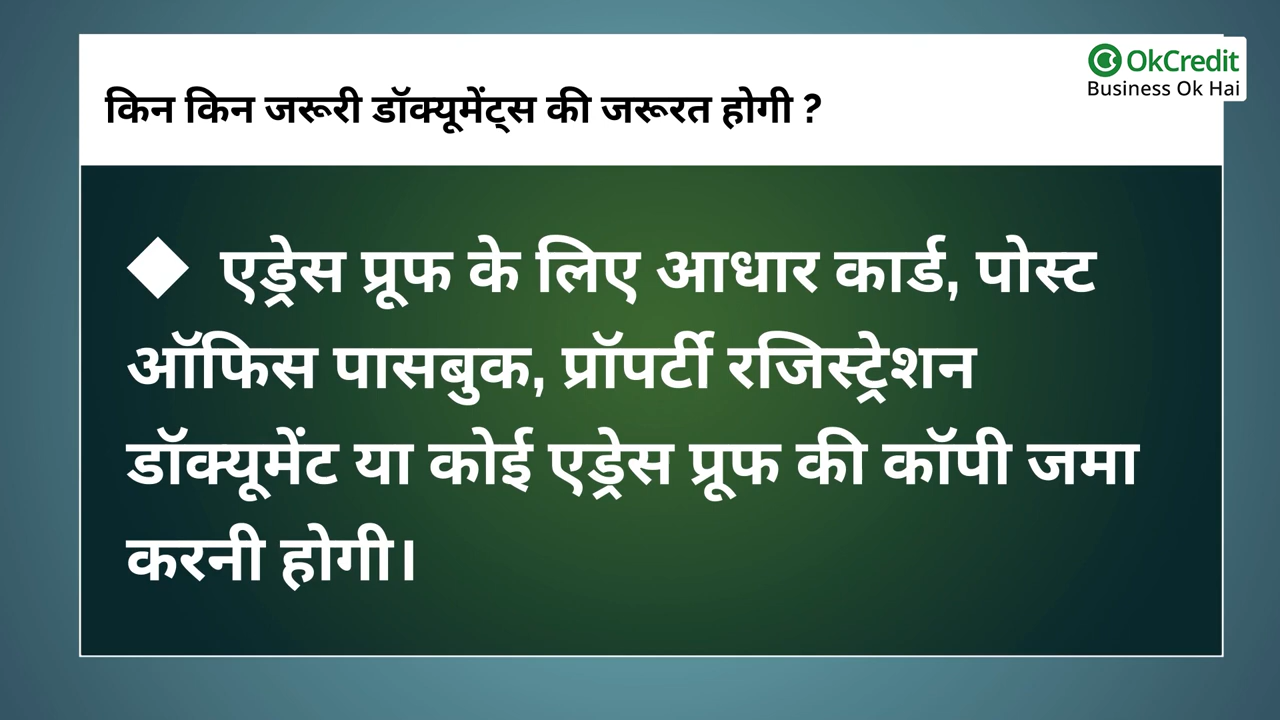 OkCredit
Business Ok Hai
किन किन जरूरी डॉक्यूमेंट्स की जरूरत होगी ?
◆ एड्रेस प्रूफ के लिए आधार कार्ड, पोस्ट
ऑफिस पासबुक, प्रॉपर्टी रजिस्ट्रेशन
डॉक्यूमेंट या कोई एड्रेस प्रूफ की कॉपी जमा
करनी होगी।